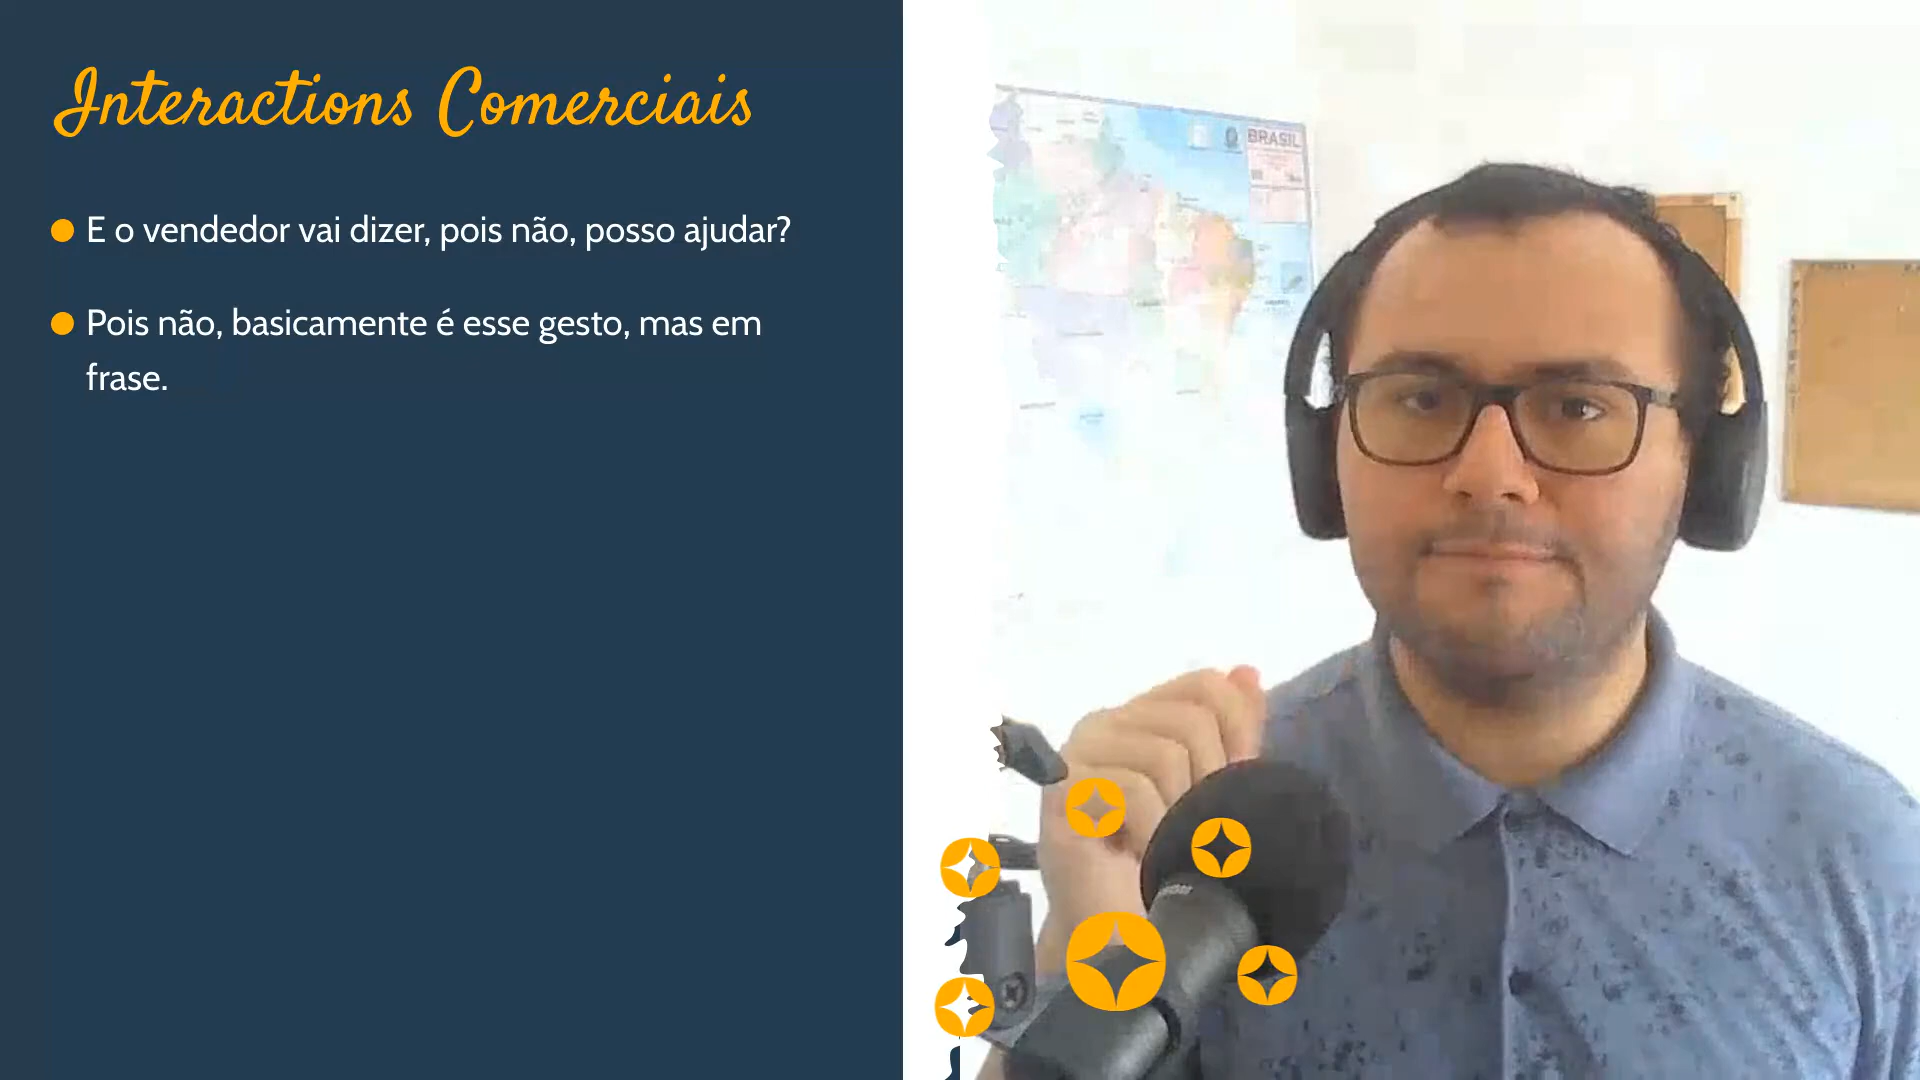 Interactions Comerciais
E o vendedor vai dizer, pois não, posso ajudar?
Pois não, basicamente é esse gesto, mas em
frase.
BRASIL